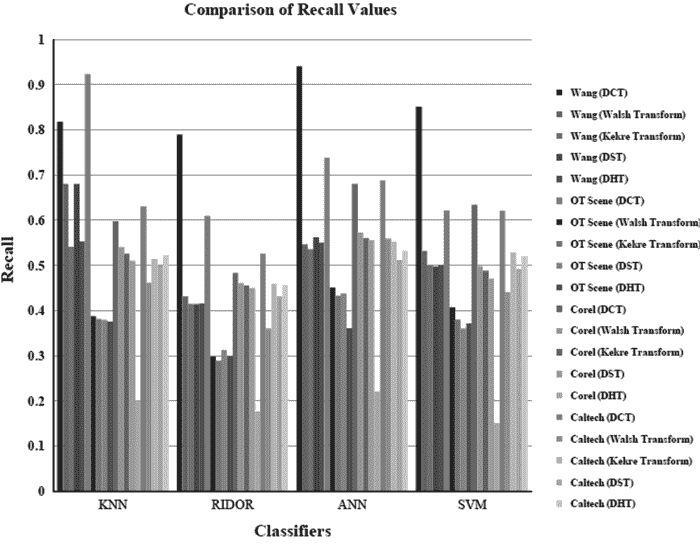 Comparison of Recall Values
1
0.9
0.8
0.7
0.6
0.5
0.4
0.3
0.2
0.1
0
Recall
KNN RIDOR ANN SVM
Classifiers
Wang (DCT)
Wang (Walsh Transform)
Wang (Kekre Transform)
Wang (DST)
Wang (DHT)
OT Scene (DCT)
OT Scene (Walsh Transform)
OT Scene (Kekre Transform)
OT Scene (DST)
OT Scene (DHT)
Corel (DCT)
Corel (Walsh Transform)
Corel (Kekre Transform)
Corel (DST)
Corel (DHT)
Caltech (DCT)
Caltech (Walsh Transform)
Caltech (Kekre Transform)
Caltech (DST)
Caltech (DHT)